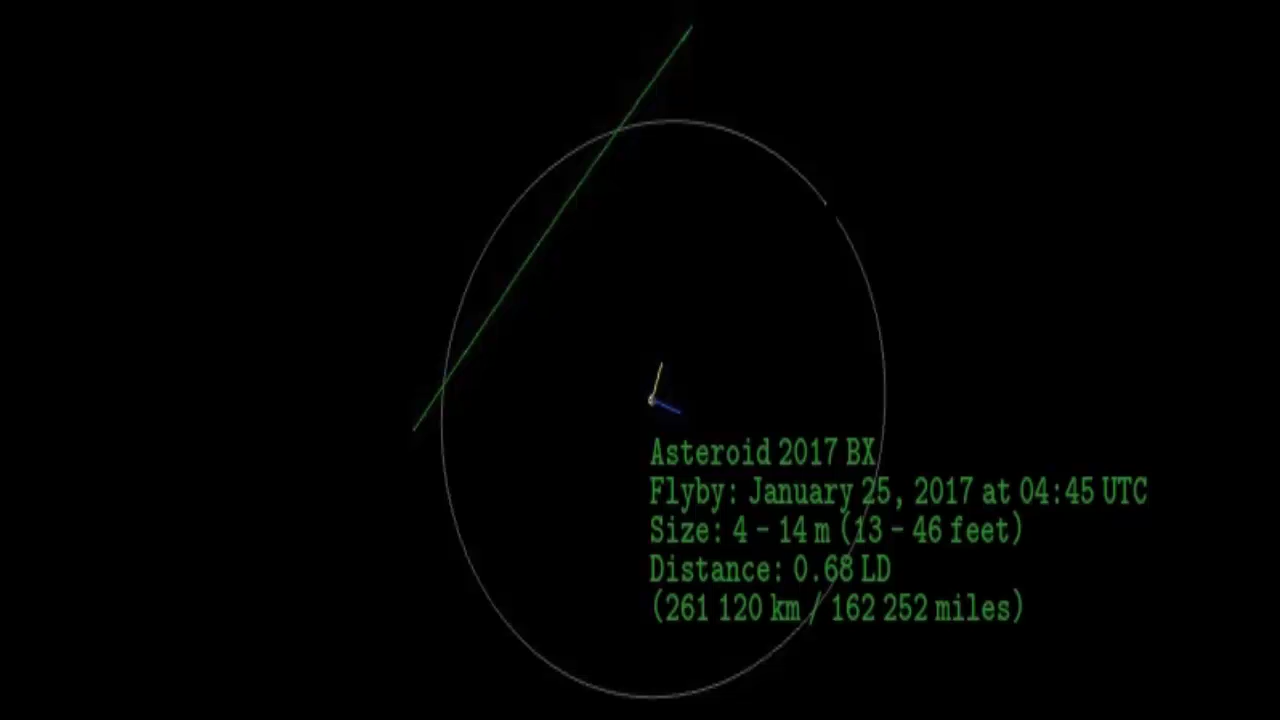 Asteroid 2017 BX
Flyby: January 25, 2017 at 04:45 UTC
Size: 4 - 14 m (13 - 46 feet)
Distance: 0.68 LD
(261 120 km / 162 252 miles)